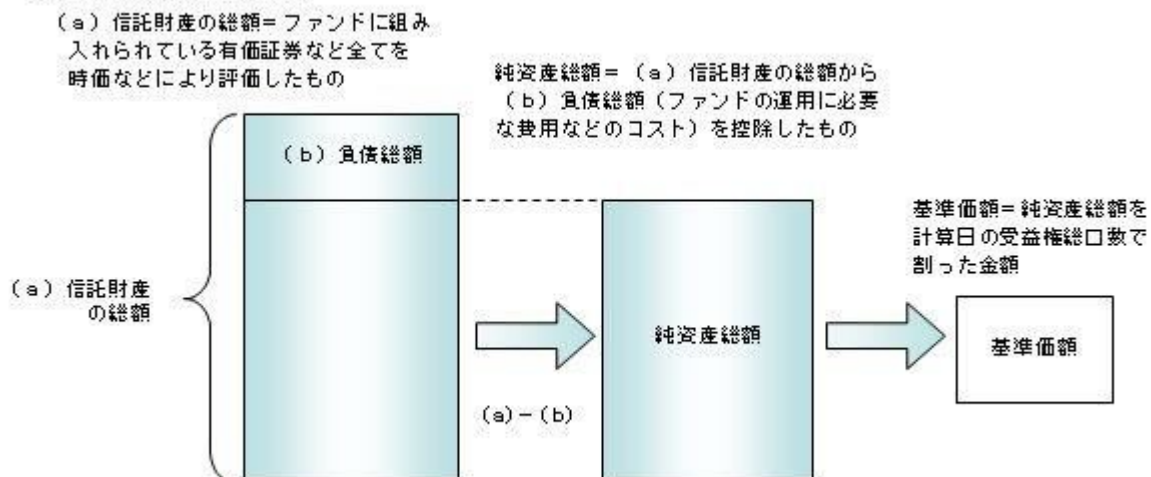 (a)信託財産の総額=ファンドに組み
入れられている有価証券など全てを
時価などにより評価したもの
純資産総額=(a)信託財産の総額から
(b)負債総額(ファンドの運用に必要
な費用などのコスト)を控除したもの
(b)負債総額
基準価額=純資産総額を
計算日の受益権総口数で
割った金額
(a)信託財産
の総額
純資産総額
基準価額
(a)-(b)